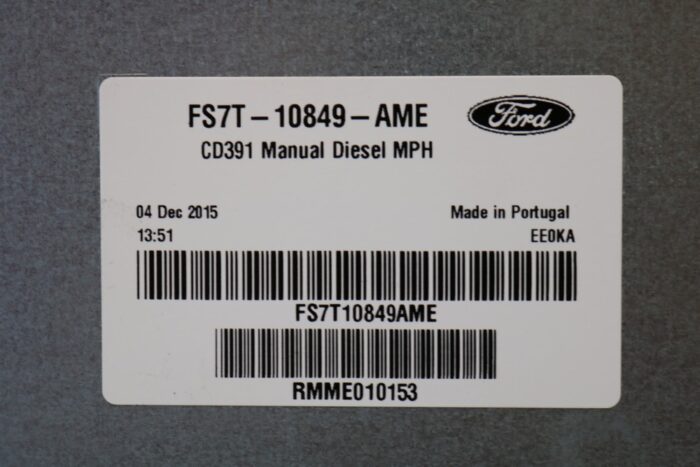 FS7T-10849-AME
Ford
CD391 Manual Diesel MPH
04 Dec 2015
Made in Portugal
13:51
EE0KA
FS7T10849AME
RMME010153